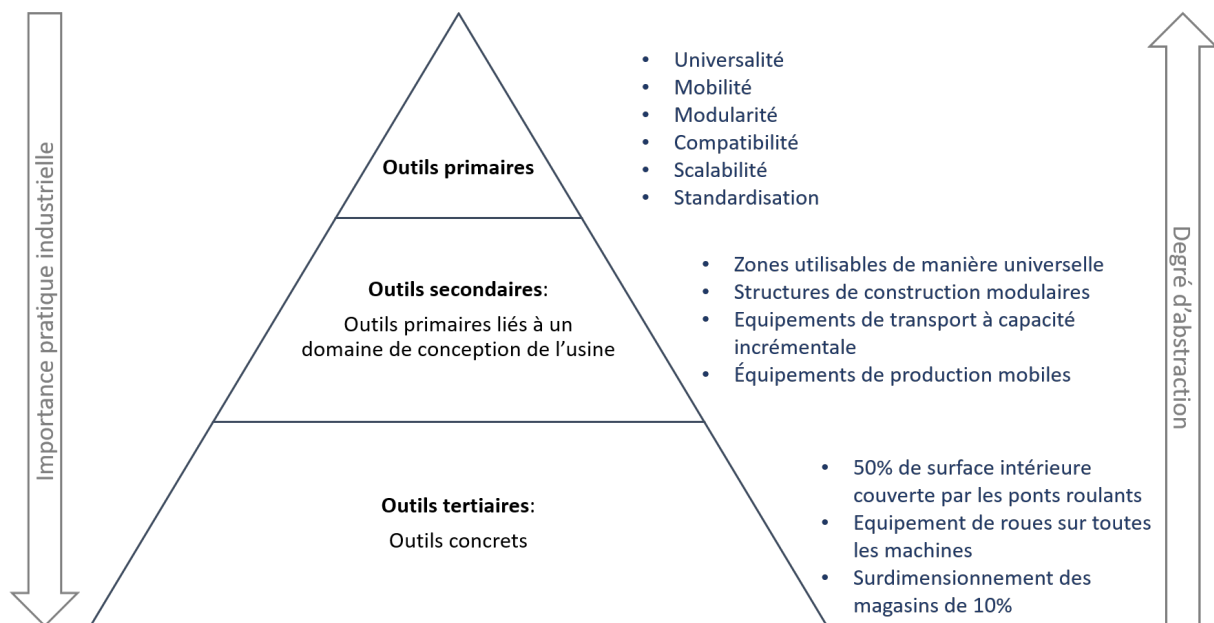 Importance pratique industrielle
Outils primaires
• Universalité
• Mobilité
• Modularité
• Compatibilité
• Scalabilité
• Standardisation
Outils secondaires:
Outils primaires liés à un
domaine de conception de l'usine
• Zones utilisables de manière universelle
• Structures de construction modulaires
• Equipements de transport à capacité
incrémentale
• Équipements de production mobiles
Outils tertiaires:
Outils concrets
• 50% de surface intérieure
couverte par les ponts roulants
• Equipement de roues sur toutes
les machines
• Surdimensionnement des
magasins de 10%
Degré d'abstraction